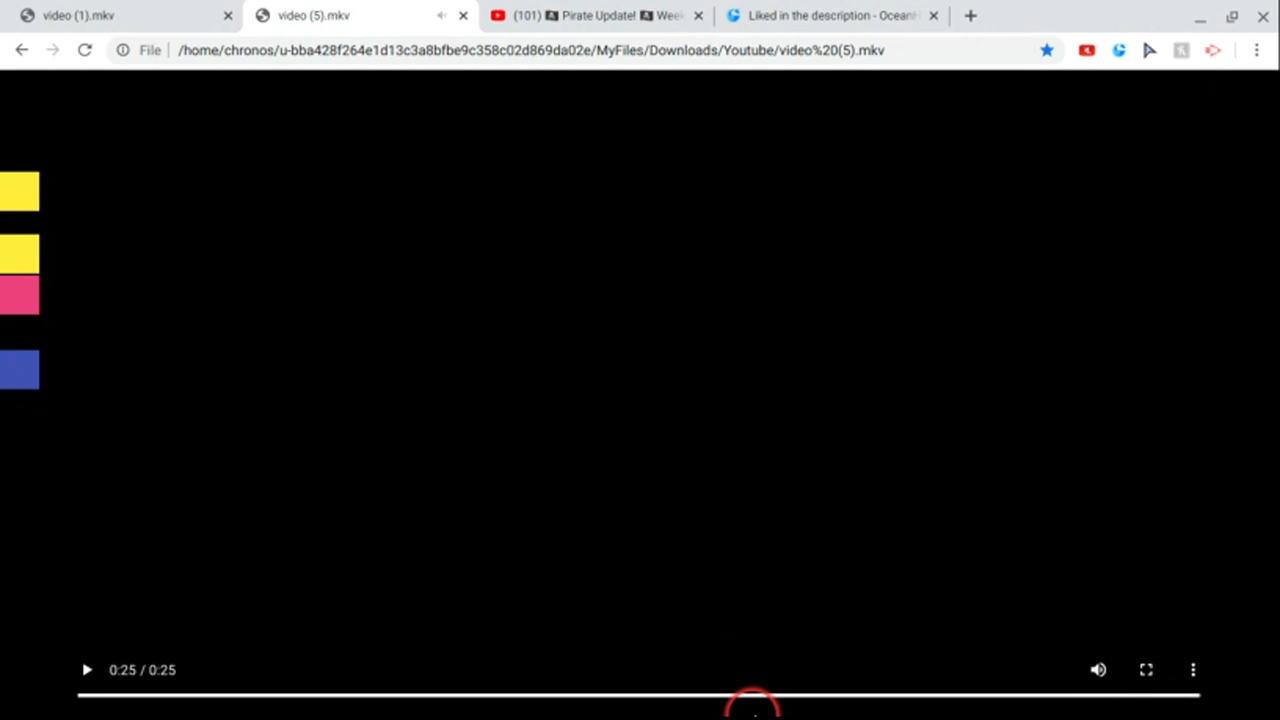 video (1).mkv
video (5).mkv
(101) Pirate Update! Week
Liked in the description - Ocean
File
/home/chronos/u-bba428f264e1d13c3a8bfbe9c358c02d869da02e/MyFiles/Downloads/Youtube/video%20(5).mkv
0:25 / 0:25